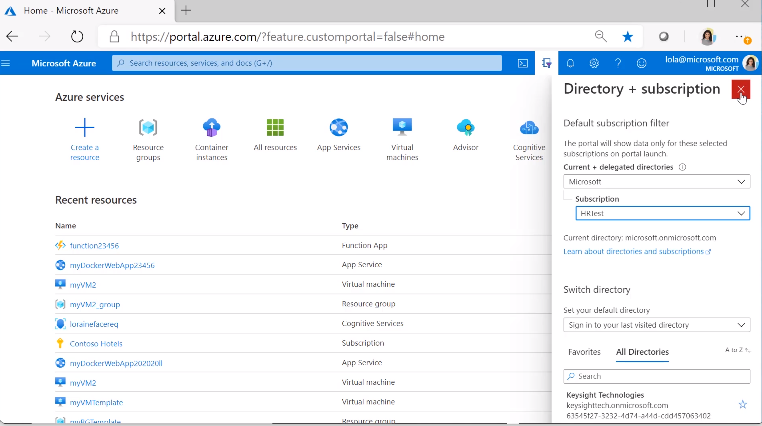 Home - Microsoft Azure
https://portal.azure.com/?feature.customportal=false#home
Microsoft Azure
Search resources, services, and docs (G+/)
lola@microsoft.com
MICROSOFT
Azure services
Create a resource
Resource groups
Container instances
All resources
App Services
Virtual machines
Advisor
Cognitive Services
Recent resources
Name Type
function23456 Function App
myDockerWebApp23456 App Service
myVM2 Virtual machine
myVM2_group Resource group
lorainefacereq Cognitive Services
Contoso Hotels Subscription
myDockerWebApp202020ll App Service
myVM2 Virtual machine
myVMTemplate Virtual machine
myRGTemplate Resource group
Directory + subscription
Default subscription filter
The portal will show data only for these selected
subscriptions on portal launch.
Current + delegated directories
Microsoft
Subscription
HKtest
Current directory: microsoft.onmicrosoft.com
Learn about directories and subscriptions
Switch directory
Set your default directory
Sign in to your last visited directory
Favorites All Directories A to Z
Search
Keysight Technologies
keysighttech.onmicrosoft.com
63545f27-3232-4d74-a44d-cdd457063402